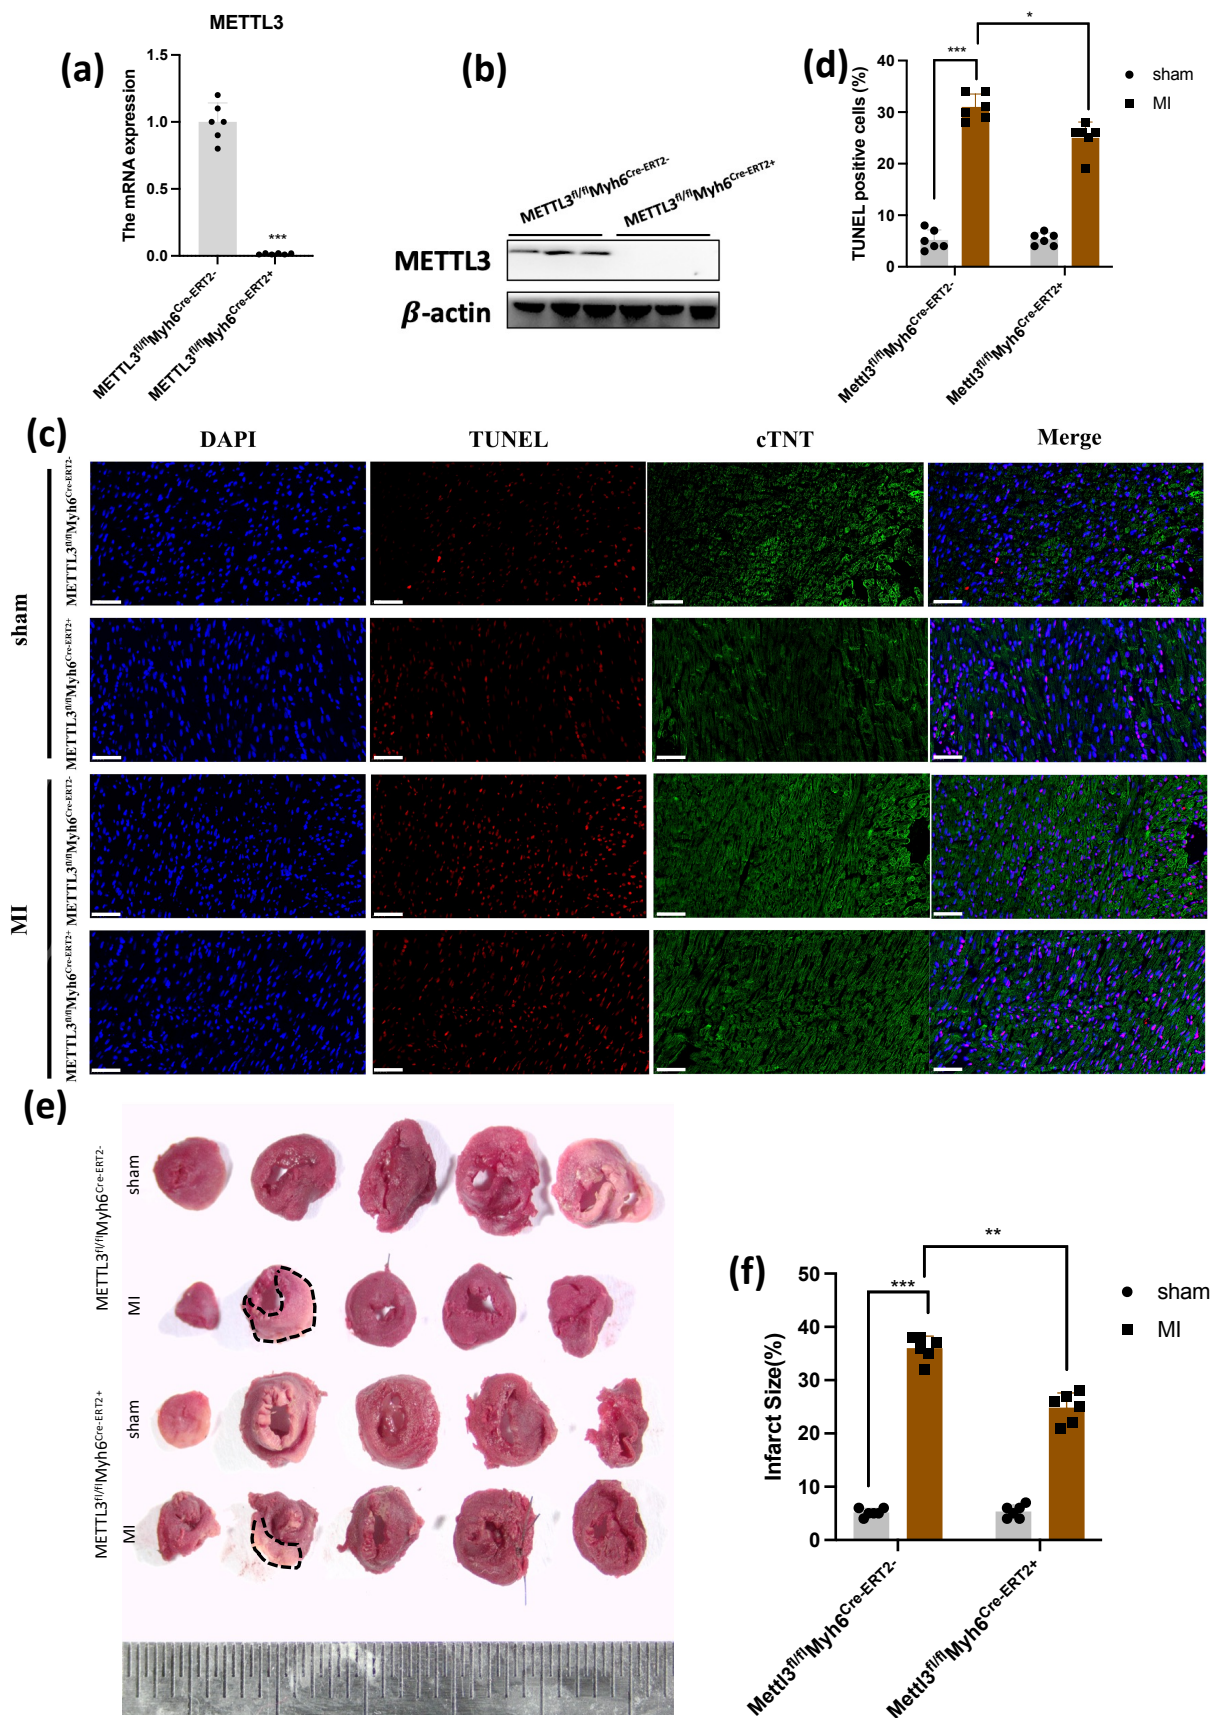 METTL3
(a)
The mRNA expression
1.5
1.0
0.5
0.0
***
METTL3fl/flMyh6Cre-ERT2-
METTL3fl/flMyh6Cre-ERT2+
(b)
METTL3fl/flMyh6Cre-ERT2-
METTL3fl/flMyh6Cre-ERT2+
METTL3
β-actin
(d)
TUNEL positive cells (%)
40
30
20
10
0
***
*
sham
MI
Mettl3fl/flMyh6Cre-ERT2-
Mettl3fl/flMyh6Cre-ERT2+
(c)
DAPI
TUNEL
cTNT
Merge
sham
METTL3fl/flMyh6Cre-ERT2-
METTL3fl/flMyh6Cre-ERT2+
MI
METTL3fl/flMyh6Cre-ERT2-
METTL3fl/flMyh6Cre-ERT2+
(e)
METTL3fl/flMyh6Cre-ERT2-
sham
MI
METTL3fl/flMyh6Cre-ERT2+
sham
MI
(f)
Infarct Size(%)
50
40
30
20
10
0
***
**
sham
MI
Mettl3fl/flMyh6Cre-ERT2-
Mettl3fl/flMyh6Cre-ERT2+